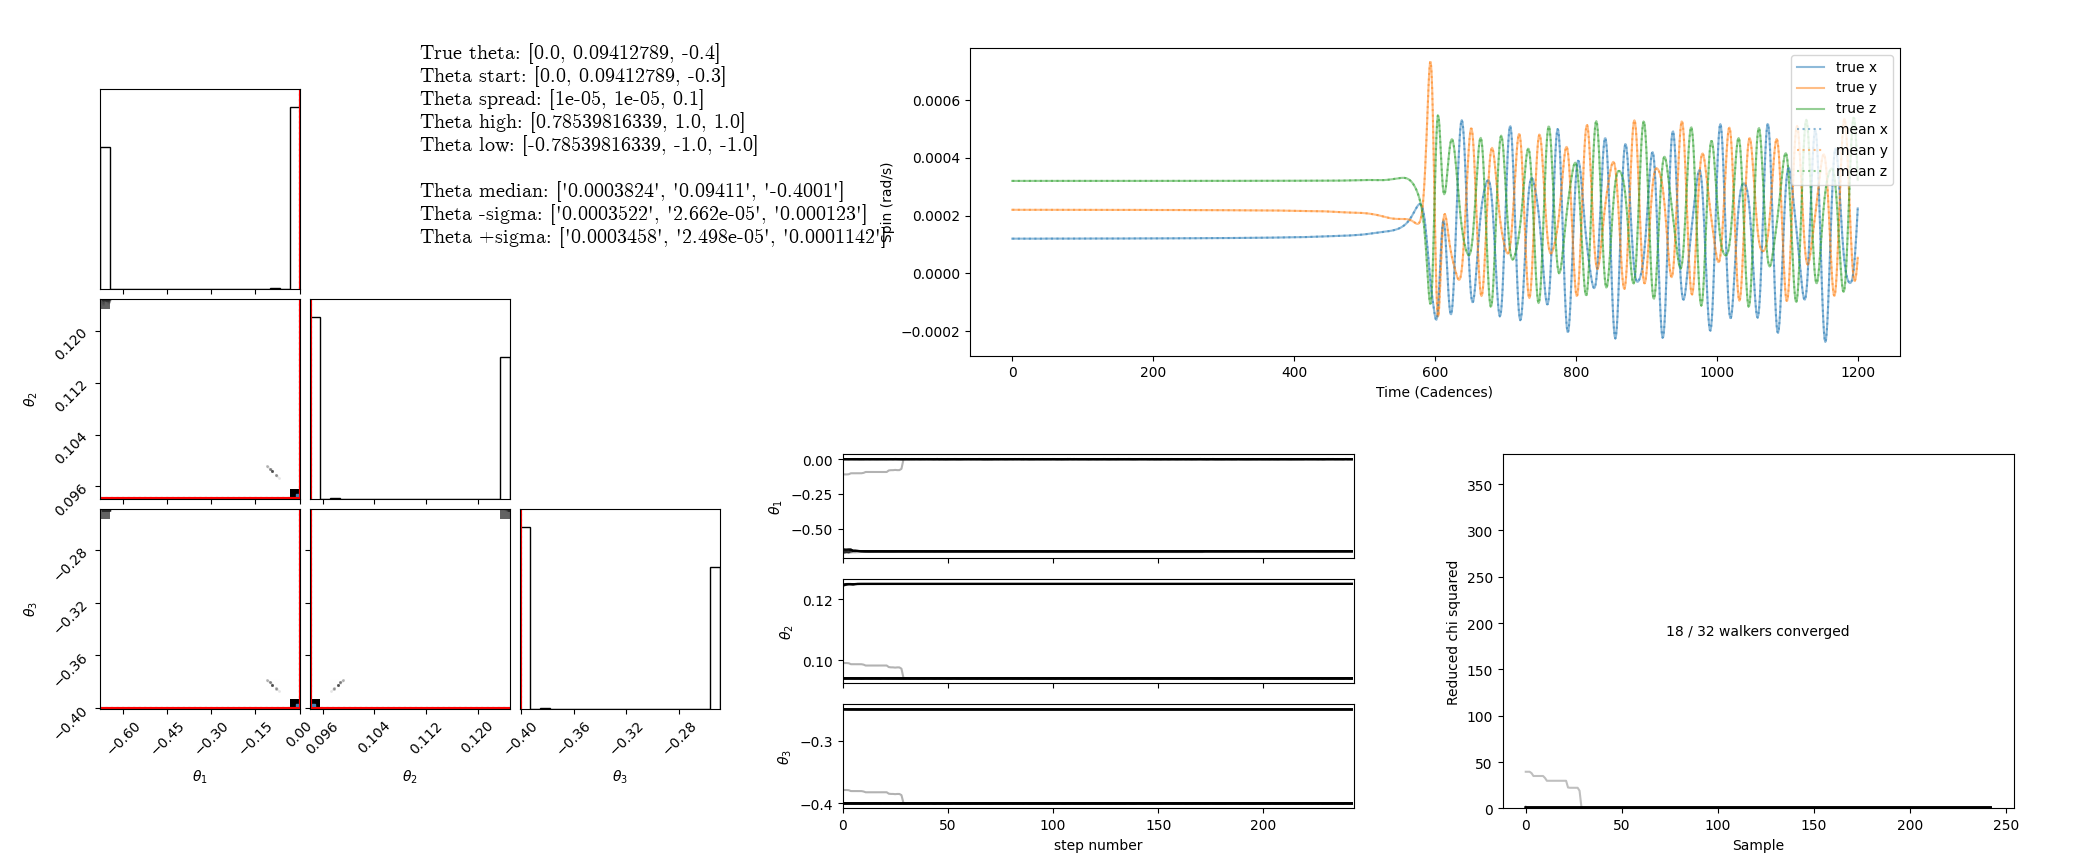 True theta: [0.0, 0.09412789, -0.4]
Theta start: [0.0, 0.09412789, -0.3]
Theta spread: [1e-05, 1e-05, 0.1]
Theta high: [0.78539816339, 1.0, 1.0]
Theta low: [-0.78539816339, -1.0, -1.0]
Theta median: ['0.0003824', '0.09411', '-0.4001']
Theta -sigma: ['0.0003522', '2.662e-05', '0.000123']
Theta +sigma: ['0.0003458', '2.498e-05', '0.0001142']
0.120
0.112
0.104
0.096
θ2
−0.28
−0.32
−0.36
−0.40
θ3
−0.60
−0.45
−0.30
−0.15
0.00
θ1
0.096
0.104
0.112
0.120
θ2
−0.40
−0.36
−0.32
−0.28
θ3
Spin (rad/s)
0.0006
0.0004
0.0002
0.0000
−0.0002
true x
true y
true z
mean x
mean y
mean z
0
200
400
600
800
1000
1200
Time (Cadences)
0.00
−0.25
−0.50
θ1
0.12
0.10
θ2
−0.3
−0.4
θ3
0
50
100
150
200
step number
Reduced chi squared
350
300
250
200
150
100
50
0
18 / 32 walkers converged
0
50
100
150
200
250
Sample